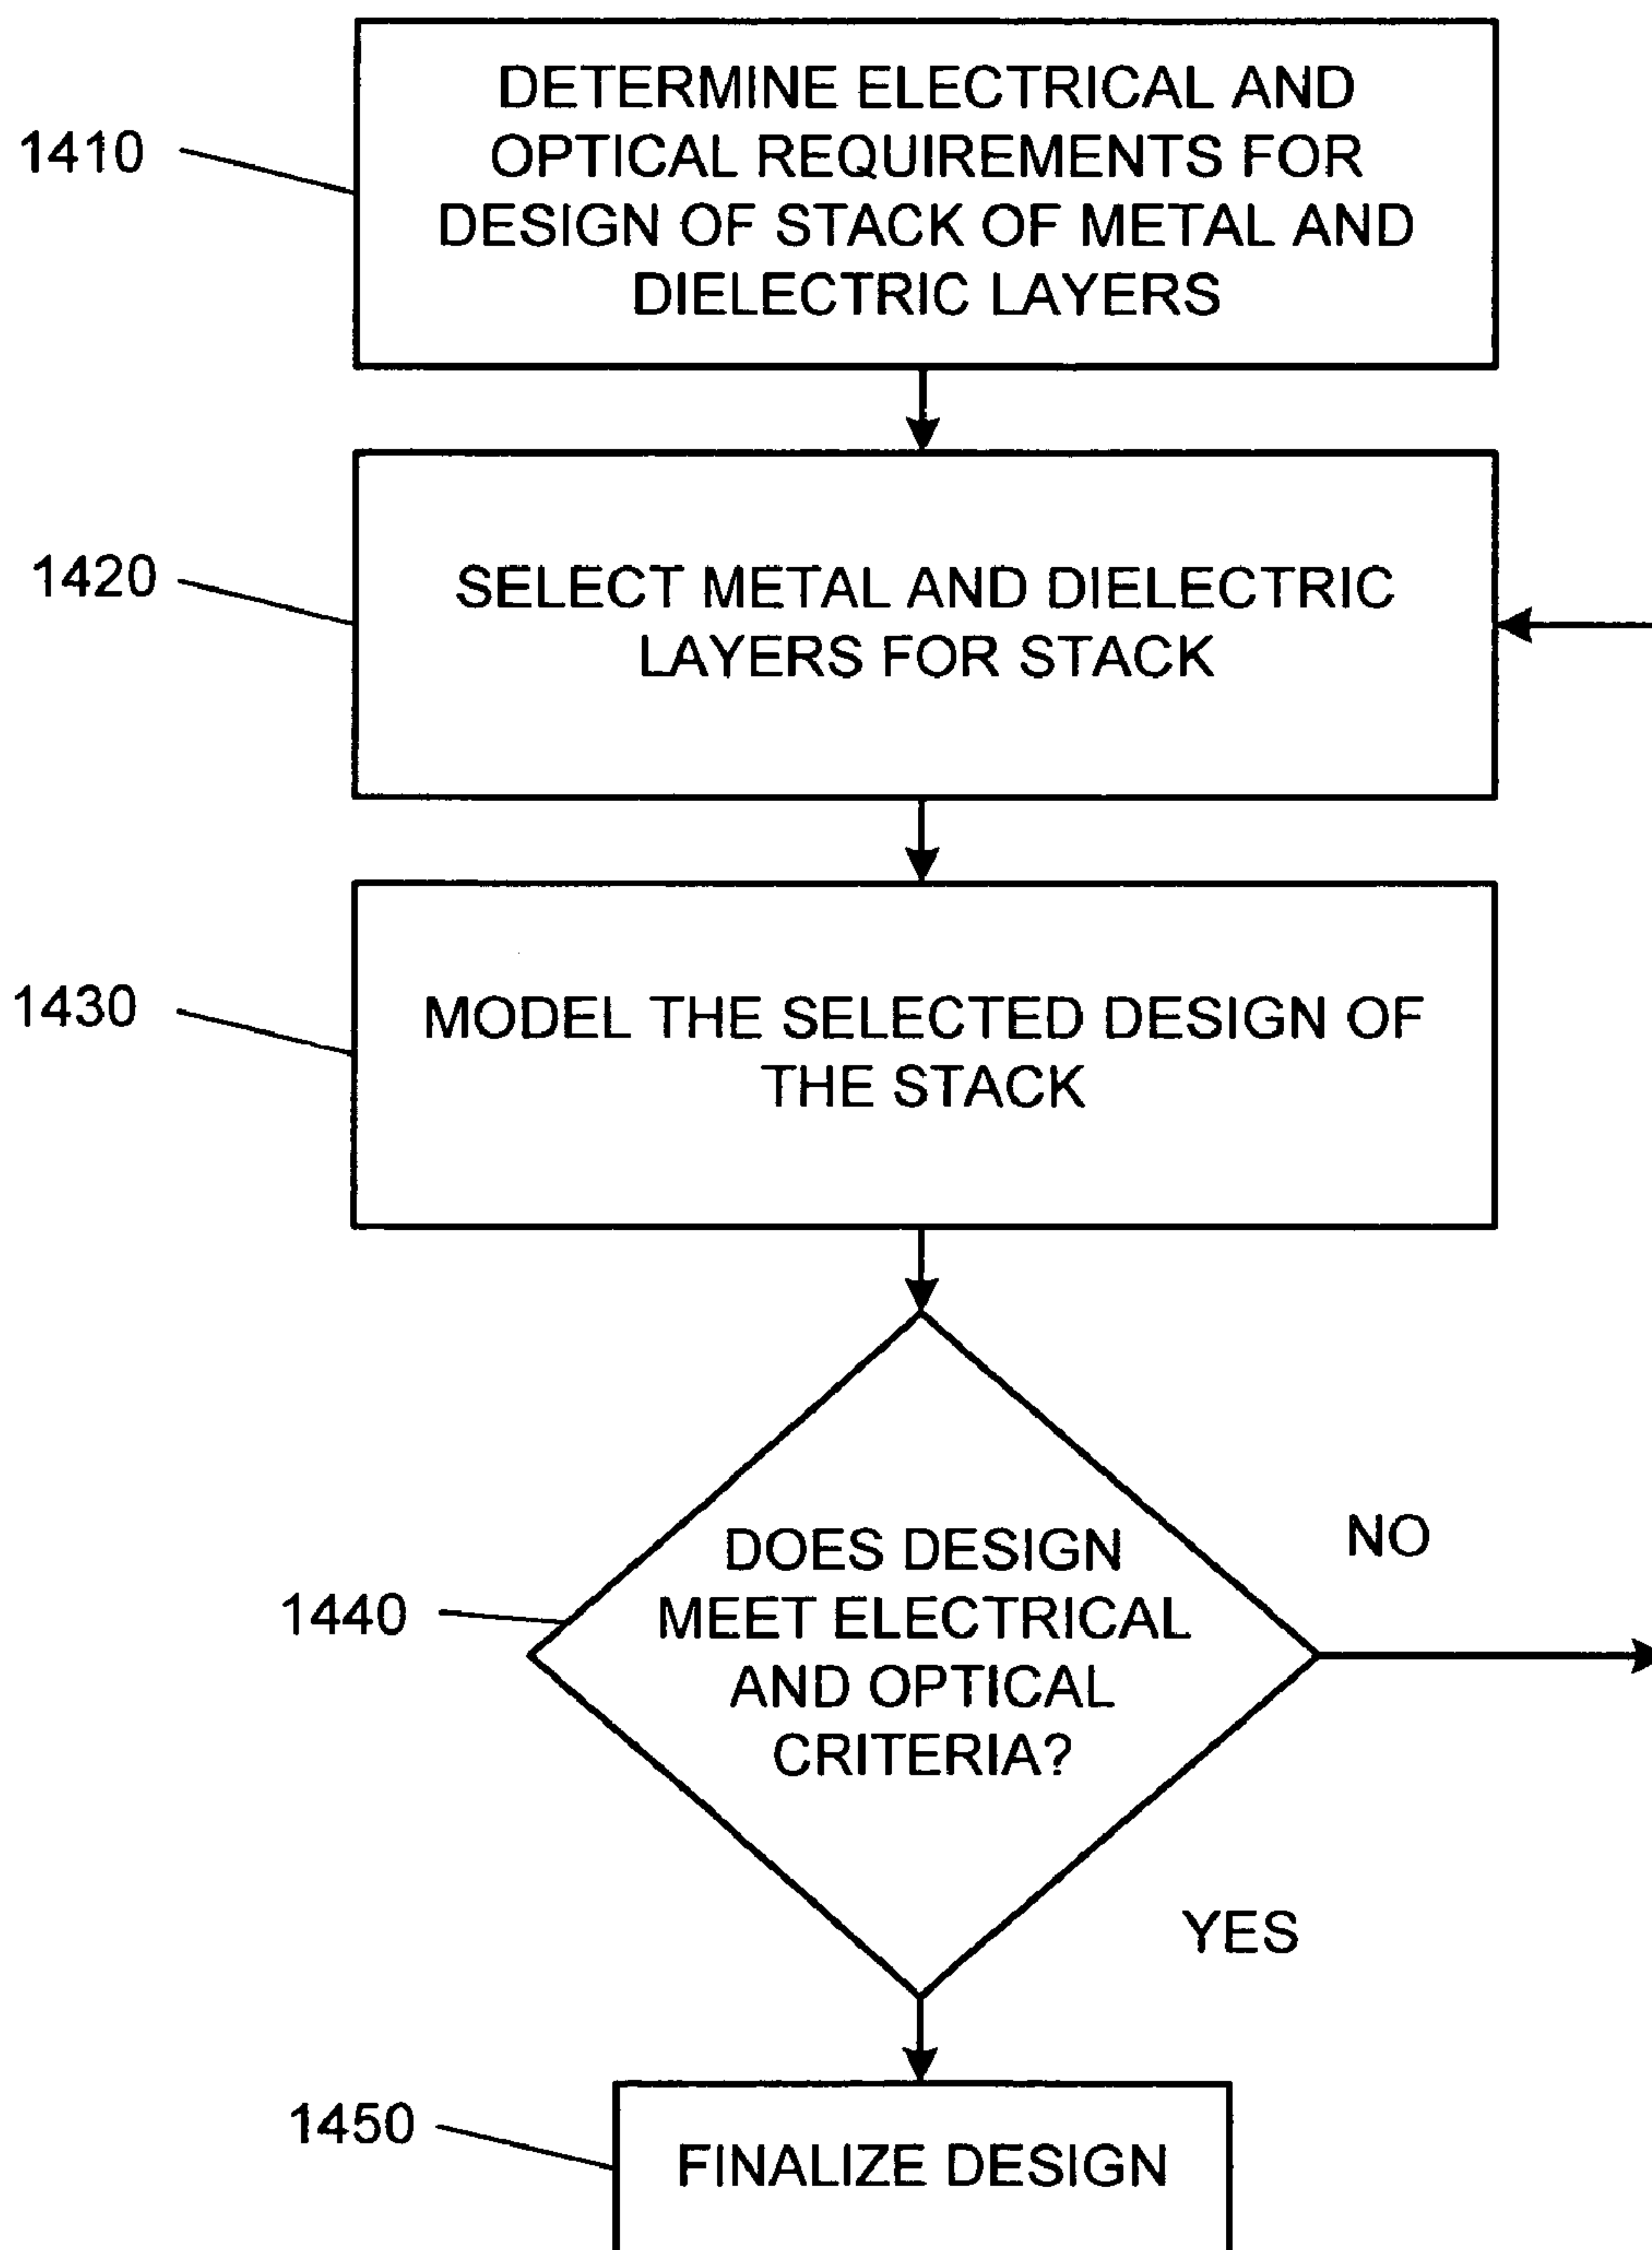 1410
DETERMINE ELECTRICAL AND
OPTICAL REQUIREMENTS FOR
DESIGN OF STACK OF METAL AND
DIELECTRIC LAYERS
1420
SELECT METAL AND DIELECTRIC
LAYERS FOR STACK
1430
MODEL THE SELECTED DESIGN OF
THE STACK
1440
DOES DESIGN
MEET ELECTRICAL
AND OPTICAL
CRITERIA?
NO
YES
1450
FINALIZE DESIGN